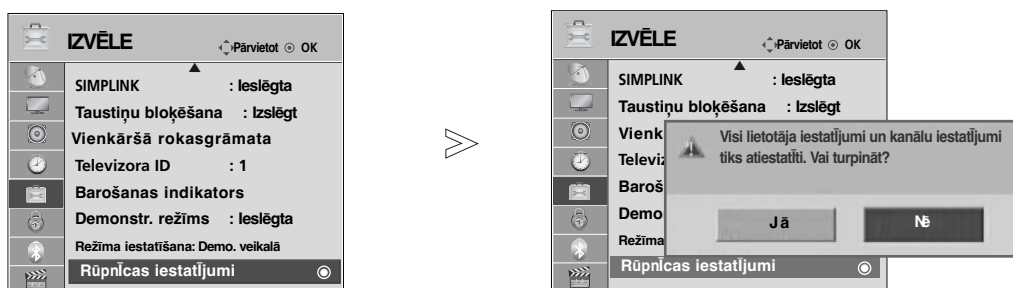 IZVĒLE
Pārvietot OK
SIMPLINK : Ieslēgta
Taustiņu bloķēšana : Izslēgt
Vienkāršā rokasgrāmata
Televizora ID : 1
Barošanas indikators
Demonstr. režīms : Ieslēgta
Režīma iestatīšana: Demo. veikalā
Rūpnīcas iestatījumi
IZVĒLE
Pārvietot OK
SIMPLINK : Ieslēgta
Taustiņu bloķēšana : Izslēgt
Vienk
Televiz
Baroš
Demo
Režīma
Rūpnīcas iestatījumi
Visi lietotāja iestatījumi un kanālu iestatījumi
tiks atiestatīti. Vai turpināt?
Jā
Nē